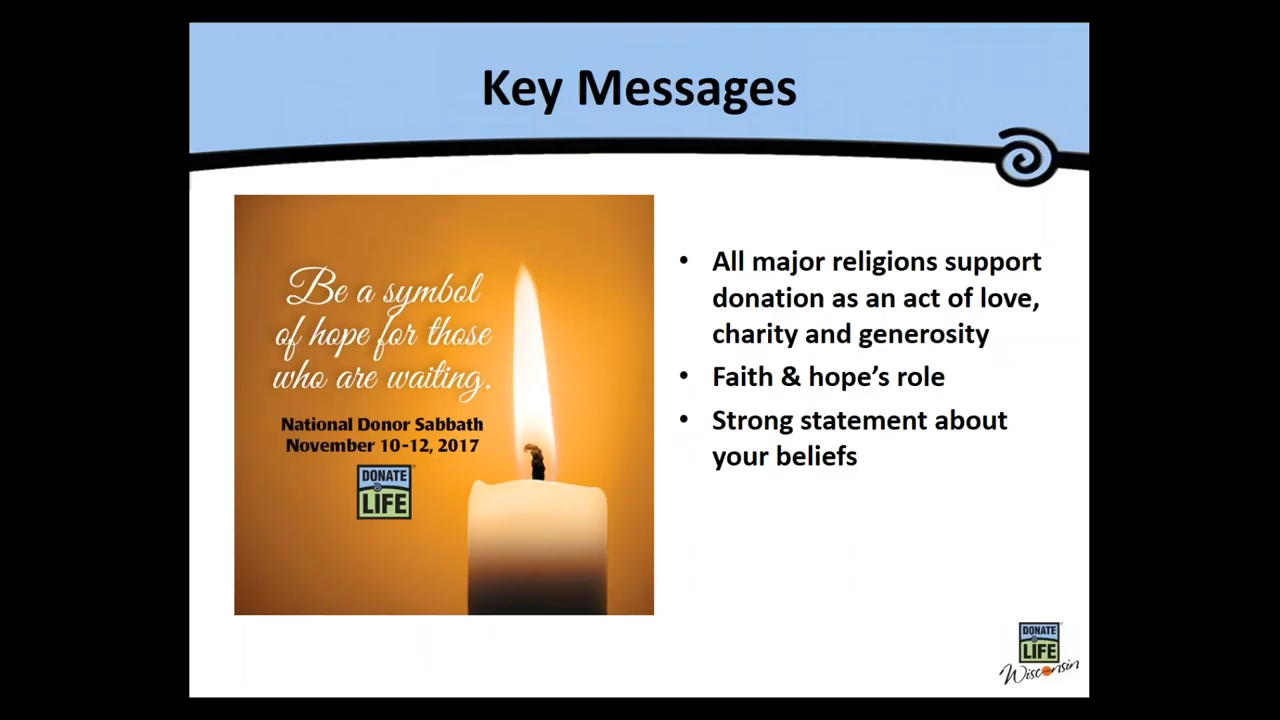 Key Messages
Be a symbol
of hope for those
who are waiting.
National Donor Sabbath
November 10-12, 2017
DONATE
LIFE
• All major religions support
donation as an act of love,
charity and generosity
• Faith & hope's role
• Strong statement about
your beliefs
DONATE
LIFE
Wisconsin